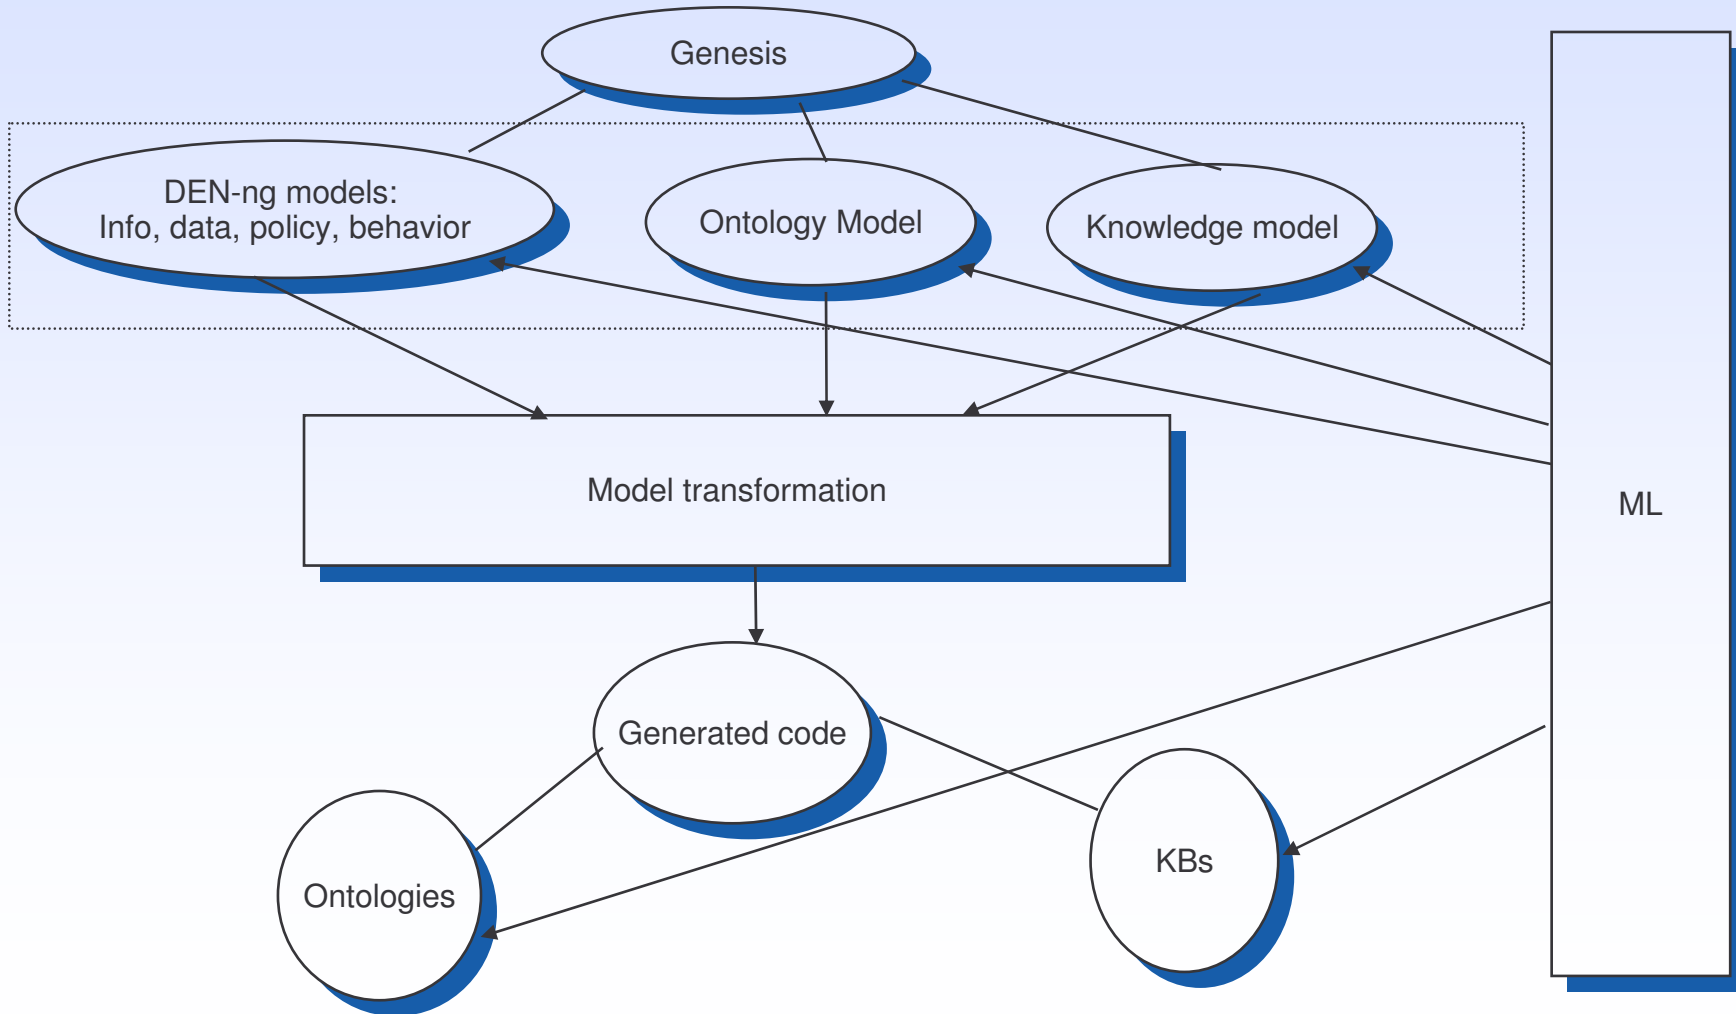 Genesis
DEN-ng models:
Info, data, policy, behavior
Ontology Model
Knowledge model
Model transformation
ML
Generated code
KBs
Ontologies